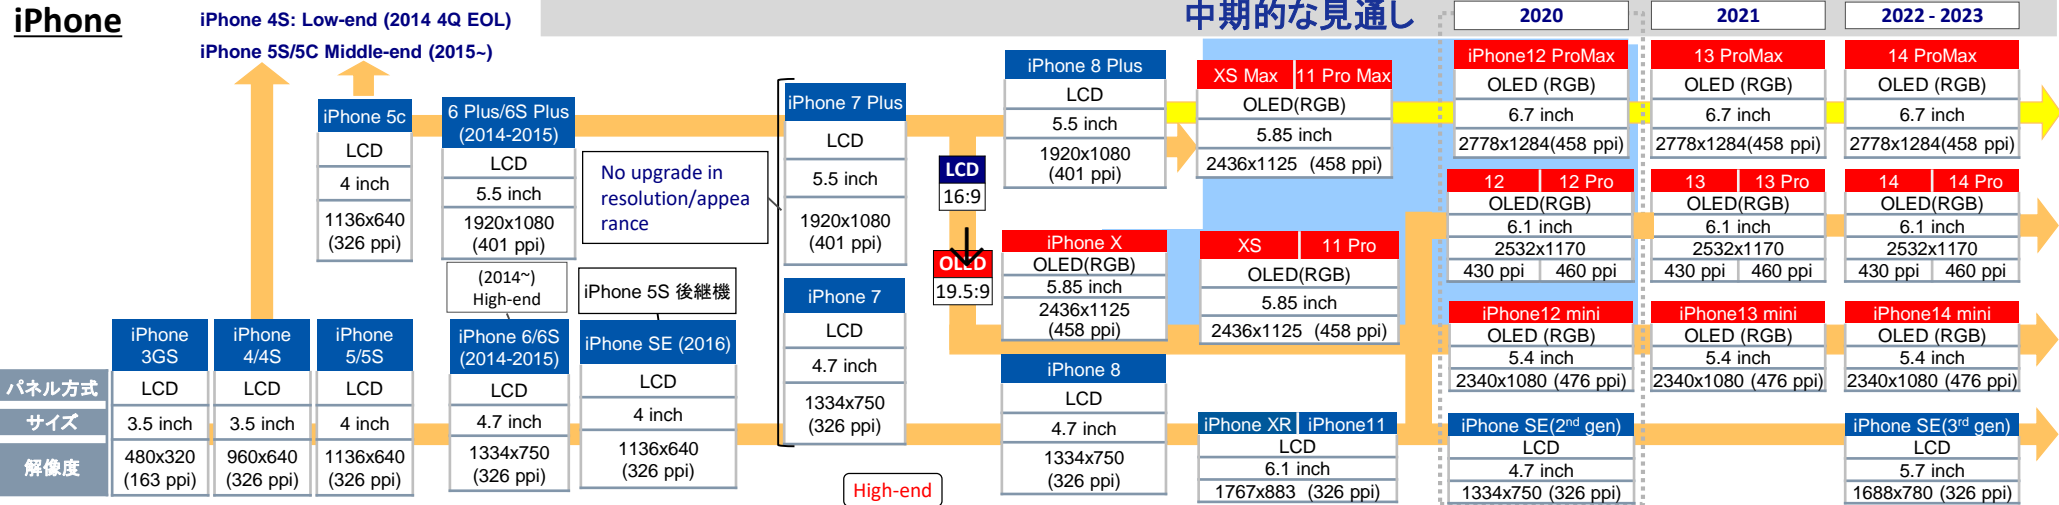 iPhone
iPhone 4S: Low-end (2014 4Q EOL)
iPhone 5S/5C Middle-end (2015~)
中期的な見通し
2020
2021
2022 - 2023
iPhone 5c
LCD
4 inch
1136x640
(326 ppi)
6 Plus/6S Plus
(2014-2015)
LCD
5.5 inch
1920x1080
(401 ppi)
No upgrade in
resolution/appea
rance
iPhone 7 Plus
LCD
5.5 inch
1920x1080
(401 ppi)
LCD
16:9
OLED
19.5:9
iPhone 8 Plus
LCD
5.5 inch
1920x1080
(401 ppi)
XS Max 11 Pro Max
OLED(RGB)
5.85 inch
2436x1125 (458 ppi)
iPhone12 ProMax
OLED (RGB)
6.7 inch
2778x1284(458 ppi)
13 ProMax
OLED (RGB)
6.7 inch
2778x1284(458 ppi)
14 ProMax
OLED (RGB)
6.7 inch
2778x1284(458 ppi)
12 12 Pro
OLED(RGB)
6.1 inch
2532x1170
430 ppi 460 ppi
13 13 Pro
OLED(RGB)
6.1 inch
2532x1170
430 ppi 460 ppi
14 14 Pro
OLED(RGB)
6.1 inch
2532x1170
430 ppi 460 ppi
iPhone X
OLED(RGB)
5.85 inch
2436x1125
(458 ppi)
XS 11 Pro
OLED(RGB)
5.85 inch
2436x1125 (458 ppi)
iPhone12 mini
OLED (RGB)
5.4 inch
2340x1080 (476 ppi)
iPhone13 mini
OLED (RGB)
5.4 inch
2340x1080 (476 ppi)
iPhone14 mini
OLED (RGB)
5.4 inch
2340x1080 (476 ppi)
(2014~)
High-end
iPhone 5S 後継機
パネル方式
サイズ
解像度
iPhone
3GS
LCD
3.5 inch
480x320
(163 ppi)
iPhone
4/4S
LCD
3.5 inch
960x640
(326 ppi)
iPhone
5/5S
LCD
4 inch
1136x640
(326 ppi)
iPhone 6/6S
(2014-2015)
LCD
4.7 inch
1334x750
(326 ppi)
iPhone SE (2016)
LCD
4 inch
1136x640
(326 ppi)
iPhone 7
LCD
4.7 inch
1334x750
(326 ppi)
High-end
iPhone 8
LCD
4.7 inch
1334x750
(326 ppi)
iPhone XR iPhone11
LCD
6.1 inch
1767x883 (326 ppi)
iPhone SE(2nd gen)
LCD
4.7 inch
1334x750 (326 ppi)
iPhone SE(3rd gen)
LCD
5.7 inch
1688x780 (326 ppi)